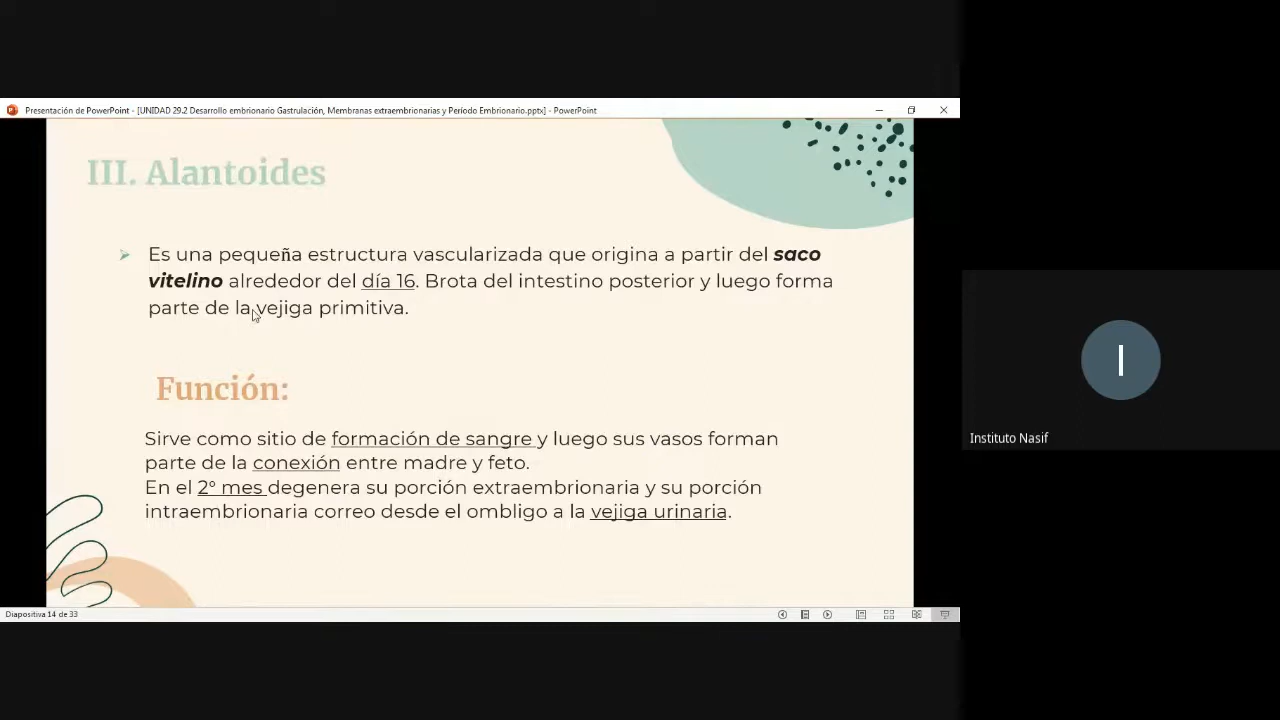 Presentación de PowerPoint - [UNIDAD 29.2 Desarrollo embrionario Gastrulación, Membranas extraembrionarias y Período Embrionario.pptx] - PowerPoint
III. Alantoides
Es una pequeña estructura vascularizada que origina a partir del saco
vitelino alrededor del día 16. Brota del intestino posterior y luego forma
parte de la vejiga primitiva.
Función:
Sirve como sitio de formación de sangre y luego sus vasos forman
parte de la conexión entre madre y feto.
En el 2° mes degenera su porción extraembrionaria y su porción
intraembrionaria correo desde el ombligo a la vejiga urinaria.
Diapositiva 14 de 33
I
Instituto Nasif